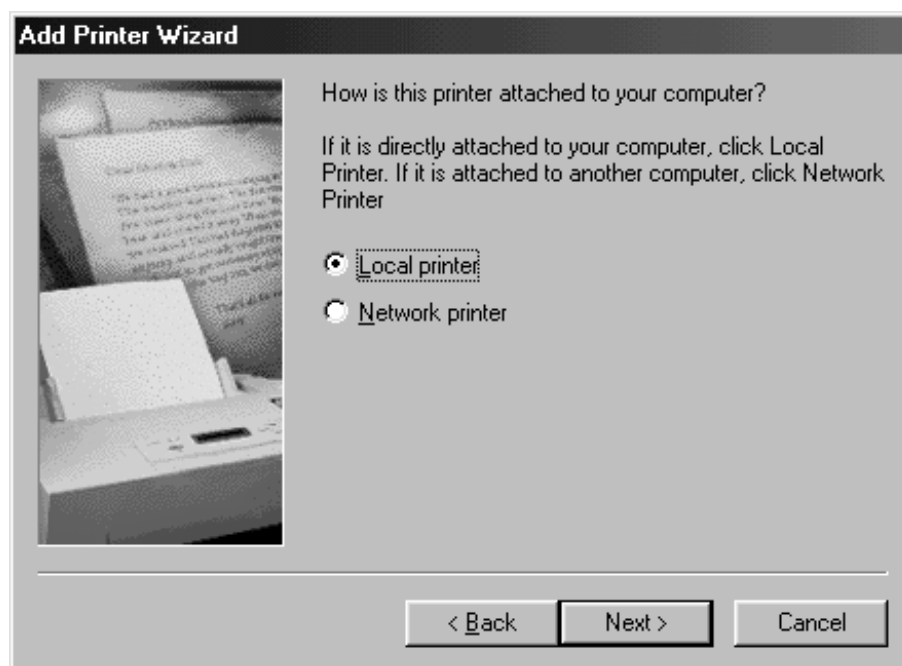 Add Printer Wizard
How is this printer attached to your computer?
If it is directly attached to your computer, click Local
Printer. If it is attached to another computer, click Network
Printer
Local printer
Network printer
< Back
Next >
Cancel